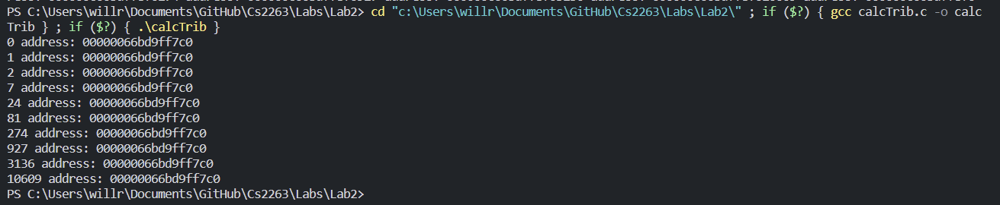 PS C:\Users\willr\Documents\GitHub\Cs2263\Labs\Lab2> cd "c:\Users\willr\Documents\GitHub\Cs2263\Labs\Lab2\" ; if ($?) { gcc calcTrib.c -o calc
Trib } ; if ($?) { .\calcTrib }
0 address: 00000066bd9ff7c0
1 address: 00000066bd9ff7c0
2 address: 00000066bd9ff7c0
7 address: 00000066bd9ff7c0
24 address: 00000066bd9ff7c0
81 address: 00000066bd9ff7c0
274 address: 00000066bd9ff7c0
927 address: 00000066bd9ff7c0
3136 address: 00000066bd9ff7c0
10609 address: 00000066bd9ff7c0
PS C:\Users\willr\Documents\GitHub\Cs2263\Labs\Lab2>